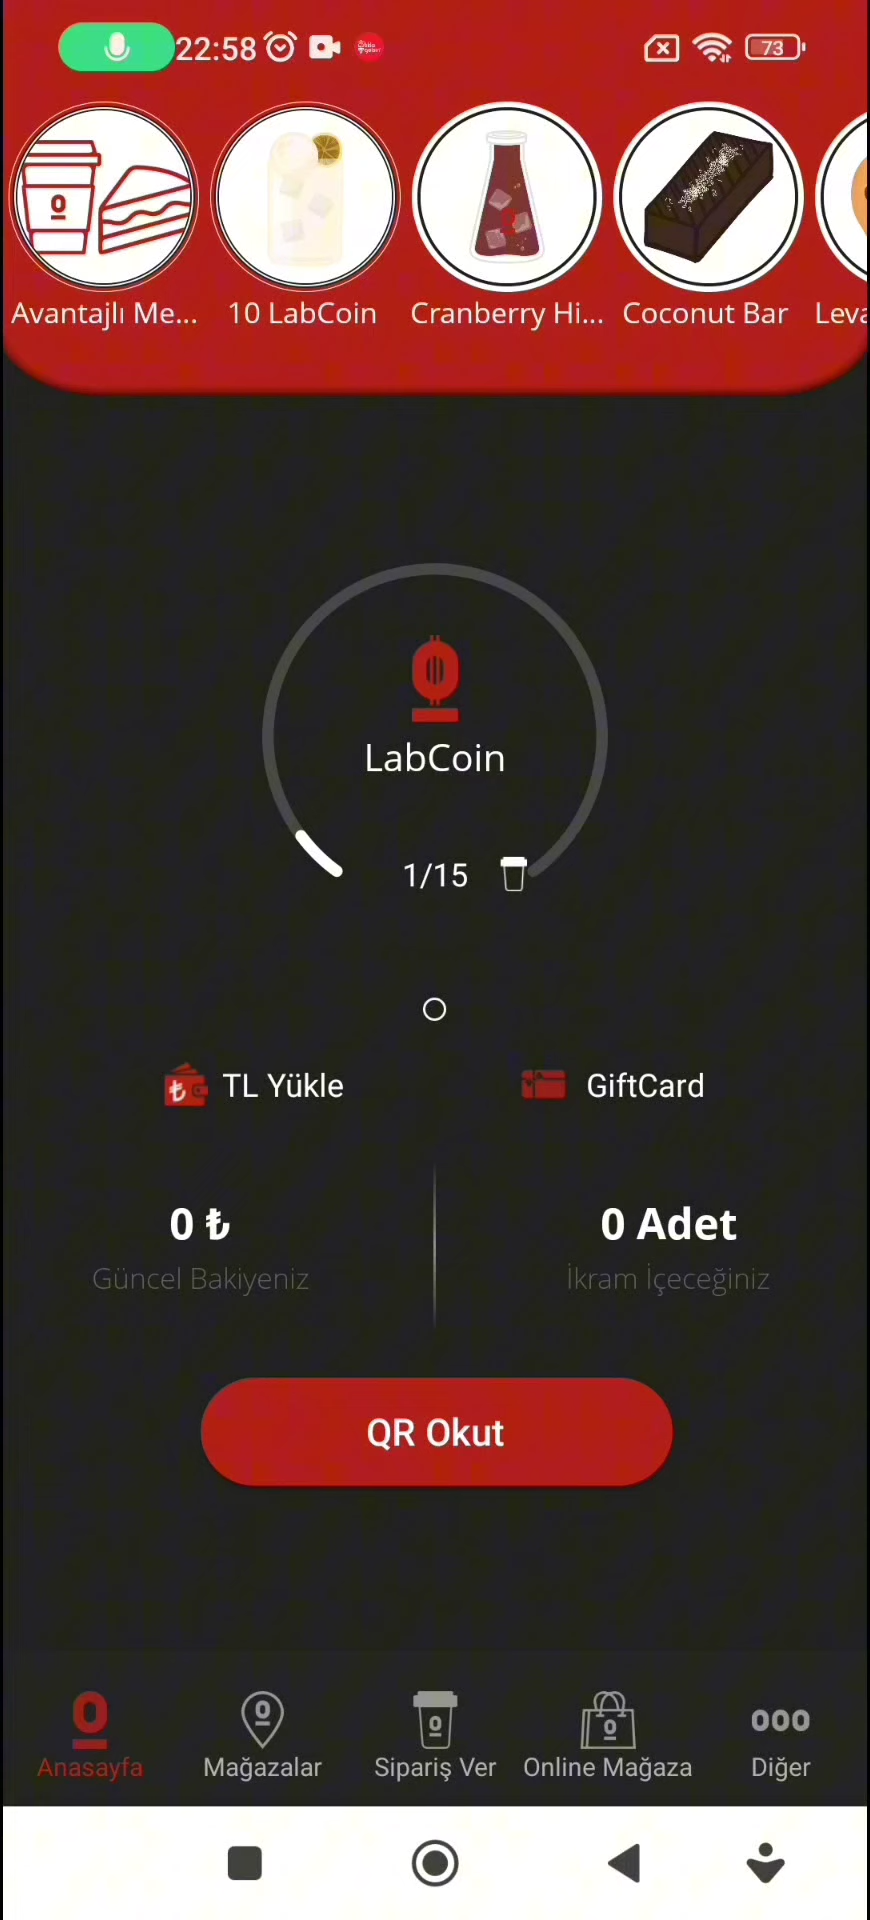 22:58
73
Avantajlı Me...
10 LabCoin
Cranberry Hi...
Coconut Bar
Leva
LabCoin
1/15
TL Yükle
GiftCard
0 ₺
0 Adet
Güncel Bakiyeniz
İkram İçeceğiniz
QR Okut
Anasayfa
Mağazalar
Sipariş Ver
Online Mağaza
Diğer